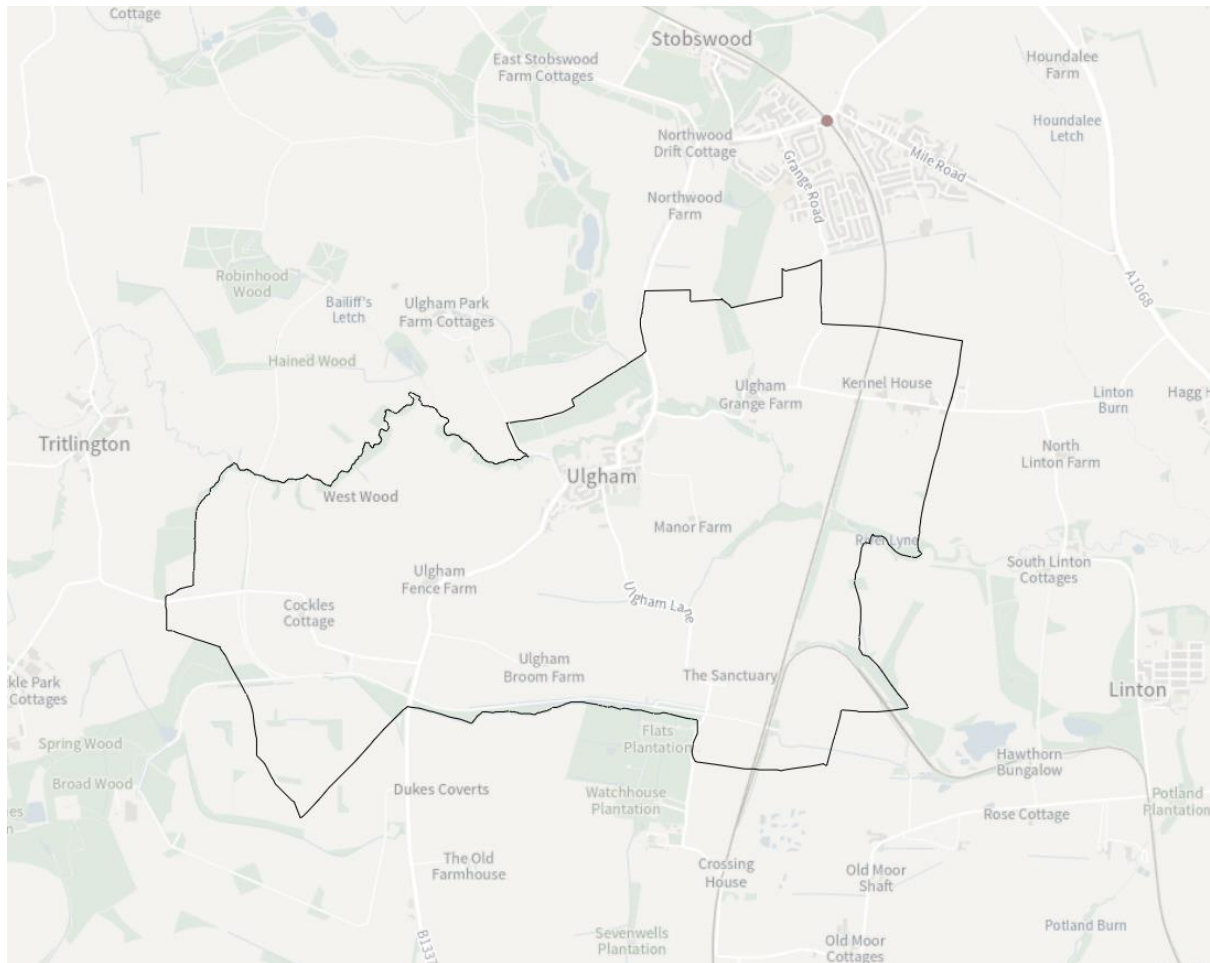 Cottage
Stobswood
East Stobswood
Farm Cottages
Houndalee
Farm
Houndalee
Letch
Northwood
Drift Cottage
Mile Road
Grange Road
Northwood
Farm
A1068
Robinhood
Wood
Bailiff's
Letch
Ulgham Park
Farm Cottages
Hained Wood
Ulgham
Grange Farm
Kennel House
Linton
Burn
Hagg H
Tritlington
North
Linton Farm
Ulgham
West Wood
Manor Farm
River Lyne
South Linton
Cottages
Ulgham
Fence Farm
Cockles
Cottage
Ulgham Lane
Ulgham
Broom Farm
The Sanctuary
kle Park
Cottages
Linton
Spring Wood
Flats
Plantation
Broad Wood
Dukes Coverts
Hawthorn
Bungalow
Watchhouse
Plantation
Potland
Plantation
es
Rose Cottage
The Old
Farmhouse
Crossing
House
Old Moor
Shaft
B1337
Sevenwells
Plantation
Old Moor
Cottages
Potland Burn